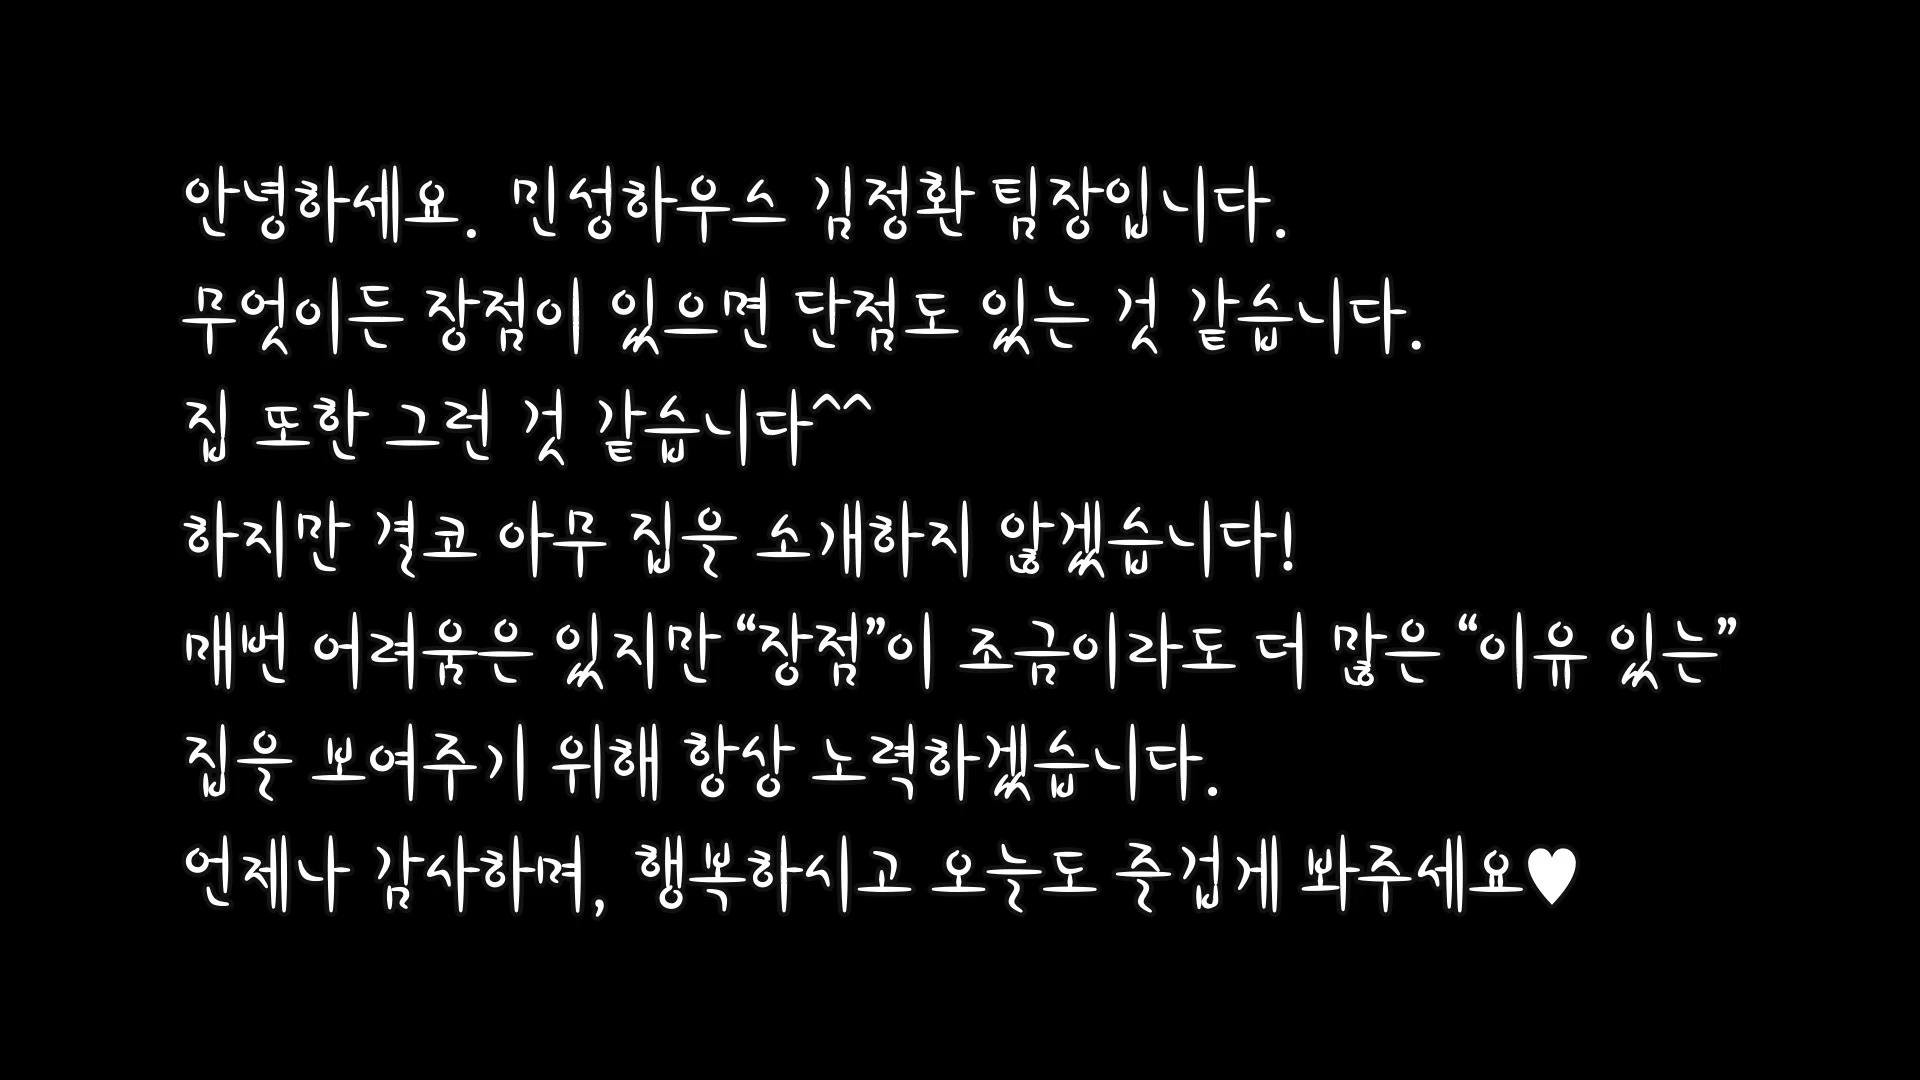 안녕하세요. 민성하우스 김정환 팀장입니다.
무엇이든 장점이 있으면 단점도 있는 것 같습니다.
집 또한 그런 것 같습니다^^
하지만 결코 아무 집을 소개하지 않겠습니다!
매번 어려움은 있지만 “장점”이 조금이라도 더 많은 “이유 있는”
집을 보여주기 위해 항상 노력하겠습니다.
언제나 감사하며, 행복하시고 오늘도 즐겁게 봐주세요♥